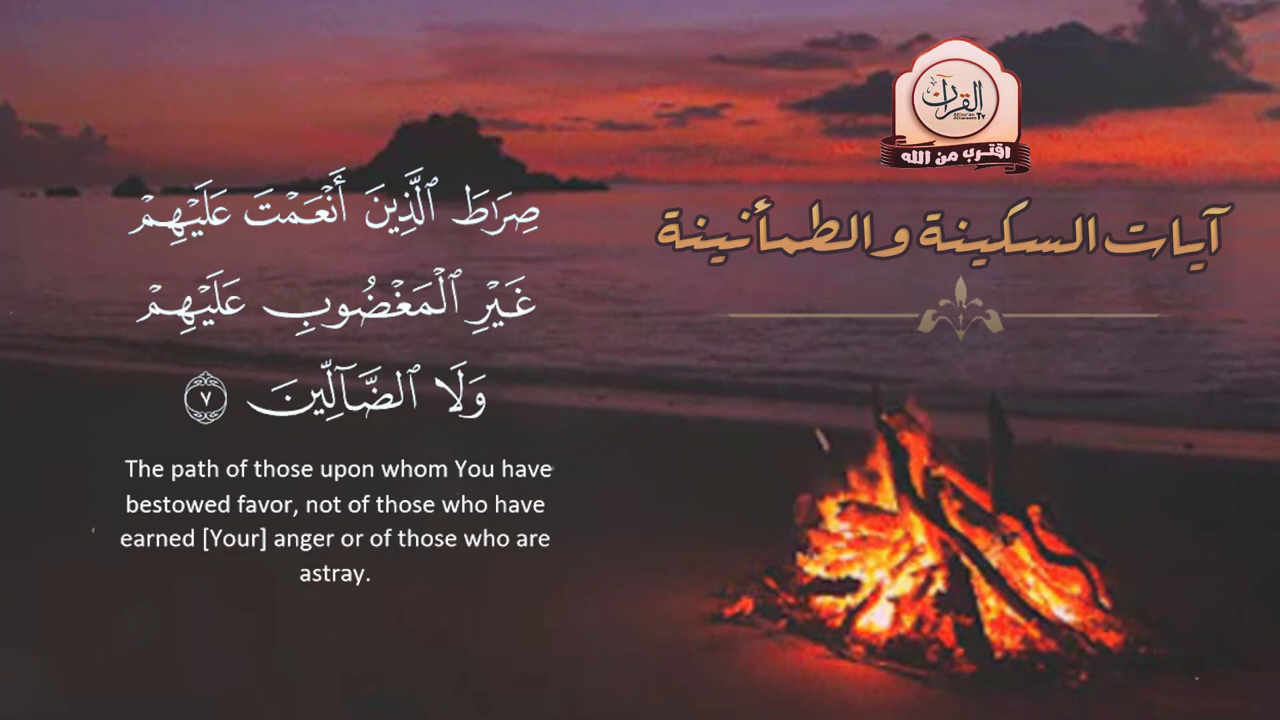 القرآن
Tv
اقترب من الله
آيات السكينة والطمأنينة
صِرَٰطَ ٱلَّذِينَ أَنْعَمْتَ عَلَيْهِمْ
غَيْرِ ٱلْمَغْضُوبِ عَلَيْهِمْ
وَلَا ٱلضَّآلِّينَ ٧
The path of those upon whom You have
bestowed favor, not of those who have
earned [Your] anger or of those who are
astray.